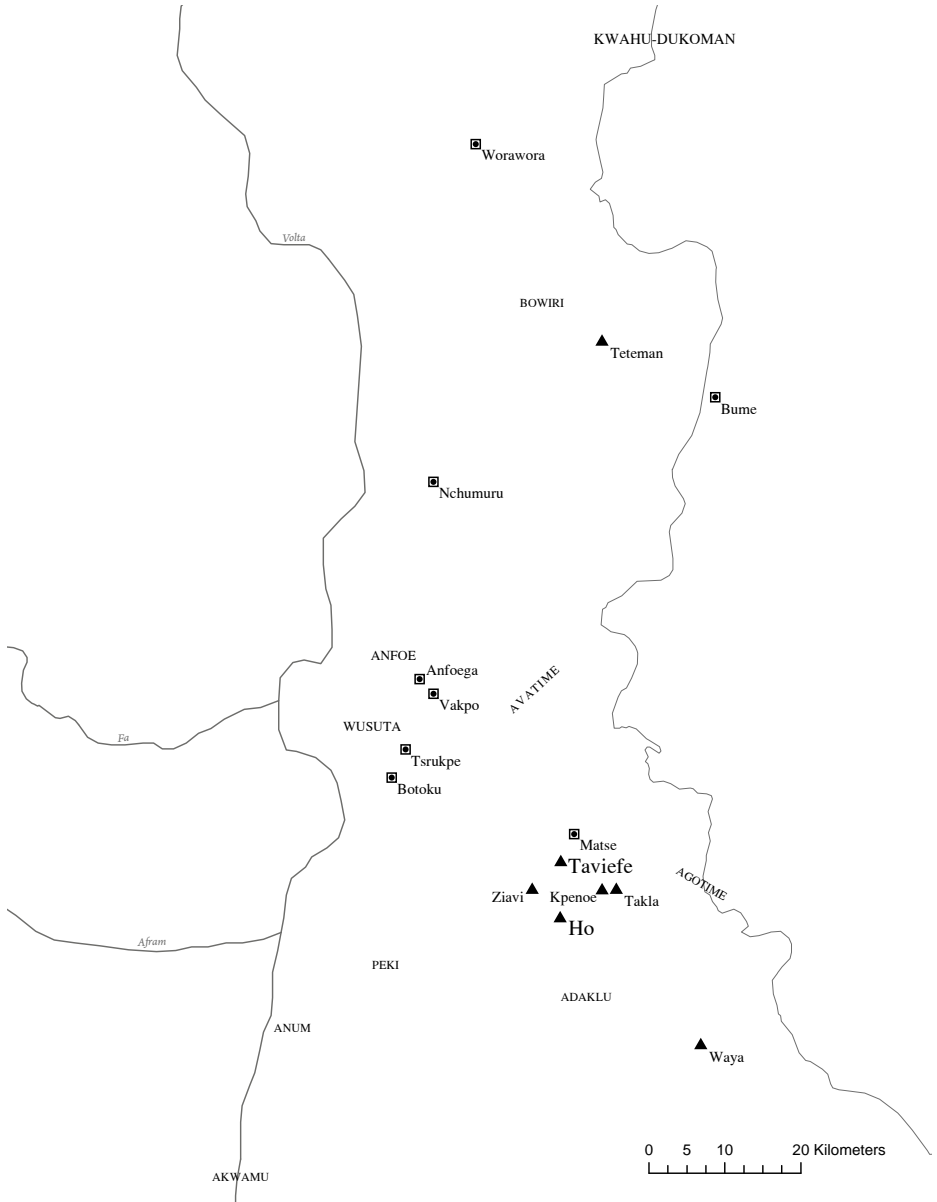 KWAHU-DUKOMAN
Worawora
Volta
BOWIRI
Teteman
Bume
Nchumuru
ANFOE
Anfoega
AVATIME
Vakpo
WUSUTA
Fa
Tsrukpe
Botoku
Matse
Taviefe
AGOTIME
Ziavi
Kpenoe
Takla
Ho
Afram
PEKI
ADAKLU
ANUM
Waya
0 5 10 20 Kilometers
AKWAMU